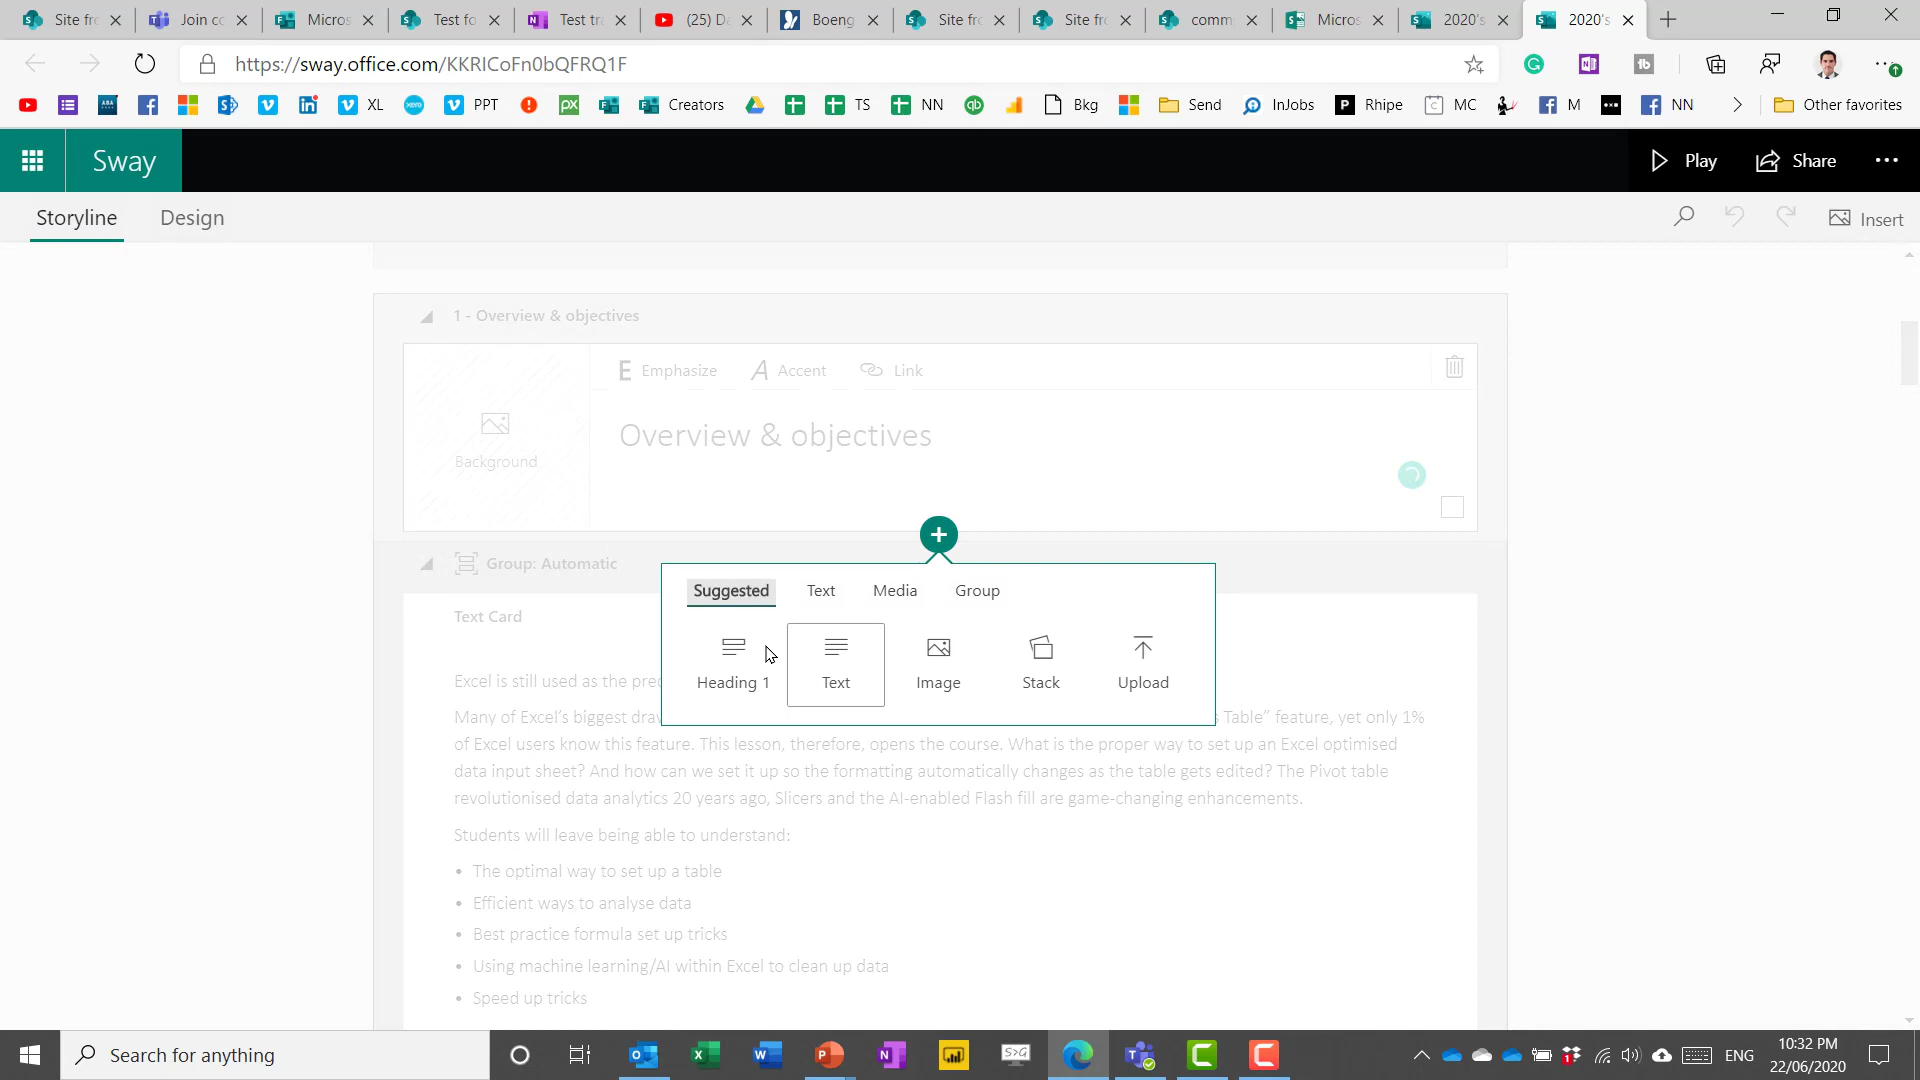 Site fro
Join co
Micros
Test fo
Test tra
(25) Da
Boeng
Site fro
Site fro
comm
Micros
2020's
2020's
https://sway.office.com/KKRlCoFn0bQFRQ1F
XL
PPT
Creators
TS
NN
Bkg
Send
InJobs
Rhipe
MC
M
NN
Other favorites
Sway
Play
Share
Storyline
Design
Insert
1 - Overview & objectives
Emphasize
Accent
Link
Background
Overview & objectives
Group: Automatic
Suggested
Text
Media
Group
Text Card
Heading 1
Text
Image
Stack
Upload
Excel is still used as the pre
Many of Excel's biggest draw Table” feature, yet only 1%
of Excel users know this feature. This lesson, therefore, opens the course. What is the proper way to set up an Excel optimised
data input sheet? And how can we set it up so the formatting automatically changes as the table gets edited? The Pivot table
revolutionised data analytics 20 years ago, Slicers and the AI-enabled Flash fill are game-changing enhancements.
Students will leave being able to understand:
• The optimal way to set up a table
• Efficient ways to analyse data
• Best practice formula set up tricks
• Using machine learning/AI within Excel to clean up data
• Speed up tricks
Search for anything
ENG
10:32 PM
22/06/2020